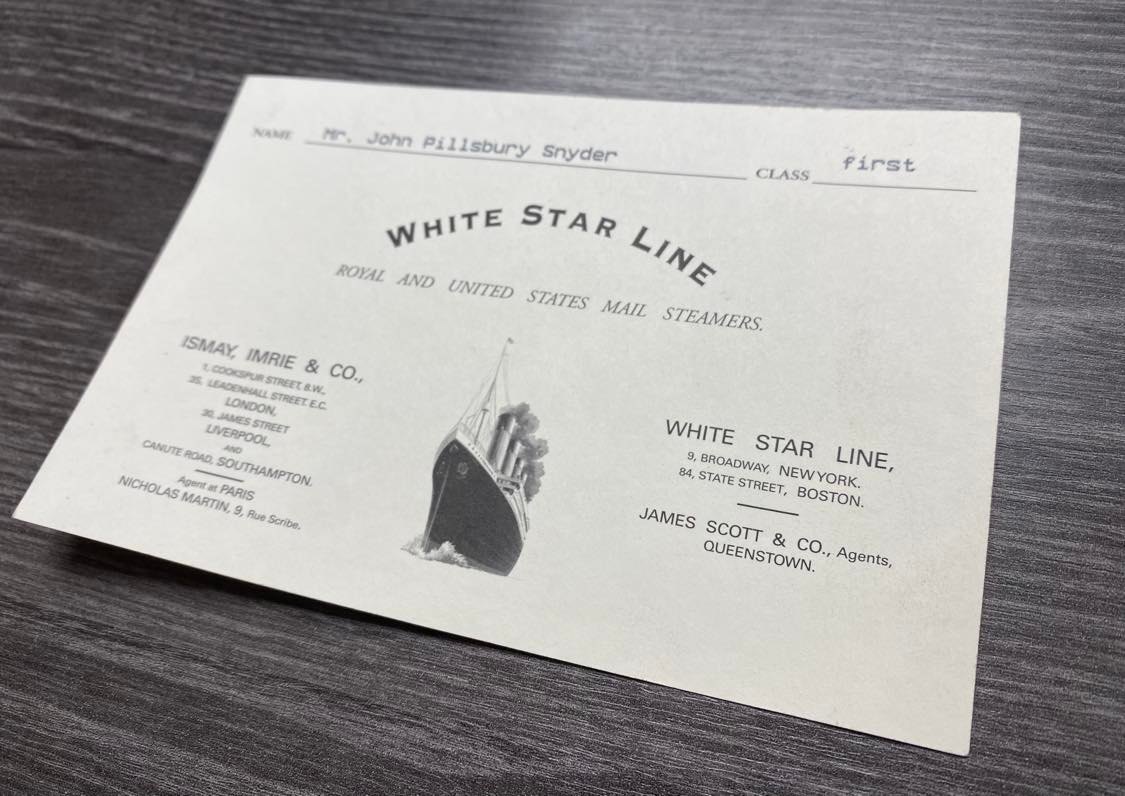 NAME Mr. John Pillsbury Snyder CLASS first
WHITE STAR LINE
ROYAL AND UNITED STATES MAIL STEAMERS.
ISMAY, IMRIE & CO.,
1, COOKSPUR STREET, S.W.,
35, LEADENHALL STREET, E.C.
LONDON,
30, JAMES STREET
LIVERPOOL,
AND
CANUTE ROAD, SOUTHAMPTON.
Agent at PARIS
NICHOLAS MARTIN, 9, Rue Scribe.
WHITE STAR LINE,
9, BROADWAY, NEW YORK.
84, STATE STREET, BOSTON.
JAMES SCOTT & CO., Agents,
QUEENSTOWN.